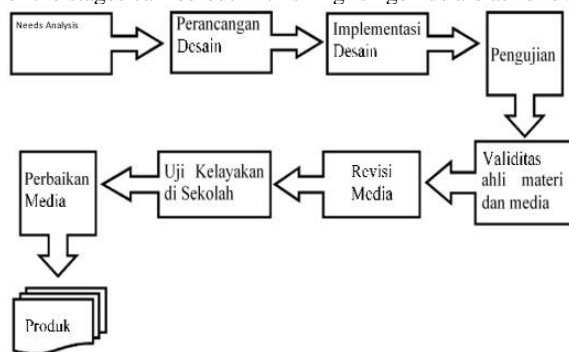 Needs Analysis
Perancangan
Desain
Implementasi
Desain
Pengujian
Validitas
ahli materi
dan media
Revisi
Media
Uji Kelayakan
di Sekolah
Perbaikan
Media
Produk